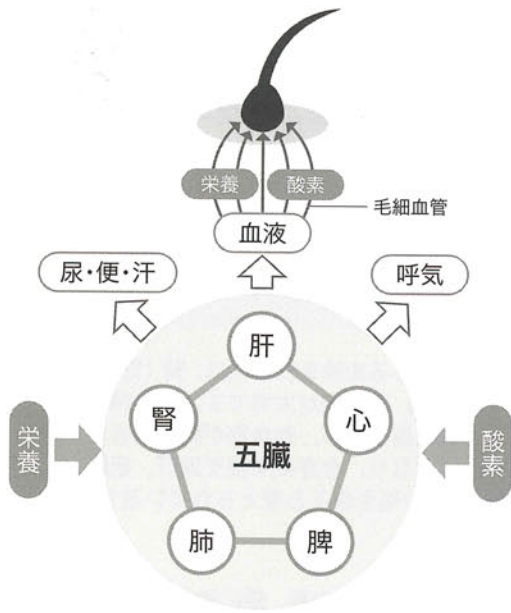 栄養
酸素
毛細血管
血液
尿・便・汗
呼気
肝
腎
心
栄養
五臓
酸素
肺
脾